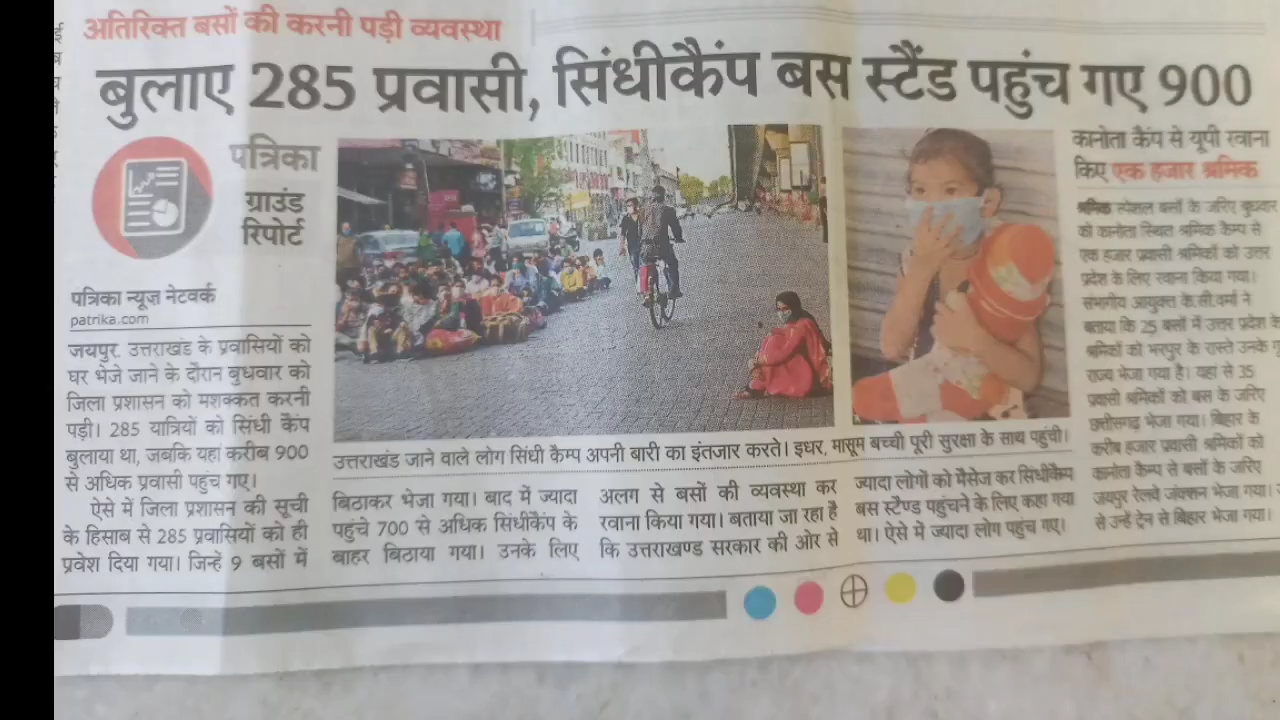 अतिरिक्त बसों की करनी पड़ी व्यवस्था
बुलाए 285 प्रवासी, सिंधीकैंप बस स्टैंड पहुंच गए 900
पत्रिका
ग्राउंड
रिपोर्ट
पत्रिका न्यूज नेटवर्क
patrika.com
जयपुर. उत्तराखंड के प्रवासियों को
घर भेजे जाने के दौरान बुधवार को
जिला प्रशासन को मशक्कत करनी
पड़ी। 285 यात्रियों को सिंधी कैंप
बुलाया था, जबकि यहां करीब 900
से अधिक प्रवासी पहुंच गए।
ऐसे में जिला प्रशासन की सूची
के हिसाब से 285 प्रवासियों को ही
प्रवेश दिया गया। जिन्हें 9 बसों में
उत्तराखंड जाने वाले लोग सिंधी कैम्प अपनी बारी का इंतजार करते। इधर, मासूम बच्ची पूरी सुरक्षा के साथ पहुंची।
बिठाकर भेजा गया। बाद में ज्यादा
पहुंचे 700 से अधिक सिंधीकैंप के
बाहर बिठाया गया। उनके लिए
अलग से बसों की व्यवस्था कर
रवाना किया गया। बताया जा रहा है
कि उत्तराखण्ड सरकार की ओर से
ज्यादा लोगों को मैसेज कर सिंधीकैम्प
बस स्टैण्ड पहुंचने के लिए कहा गया
था। ऐसे में ज्यादा लोग पहुंच गए।
कानोता कैंप से यूपी रवाना
किए एक हजार श्रमिक
श्रमिक स्पेशल बसों के जरिए बुधवार
को कानोता स्थित श्रमिक कैम्प से
एक हजार प्रवासी श्रमिकों को उत्तर
प्रदेश के लिए रवाना किया गया।
संभागीय आयुक्त के.सी.वर्मा ने
बताया कि 25 बसों में उत्तर प्रदेश के
श्रमिकों को भरपुर के रास्ते उनके
राज्य भेजा गया है। यहां से 35
प्रवासी श्रमिकों को बस के जरिए
छत्तीसगढ़ भेजा गया। बिहार के
करीब हजार प्रवासी श्रमिकों को
कानोता कैम्प से बसों के जरिए
जयपुर रेलवे जंक्शन भेजा गया।
से उन्हें ट्रेन से बिहार भेजा गया।